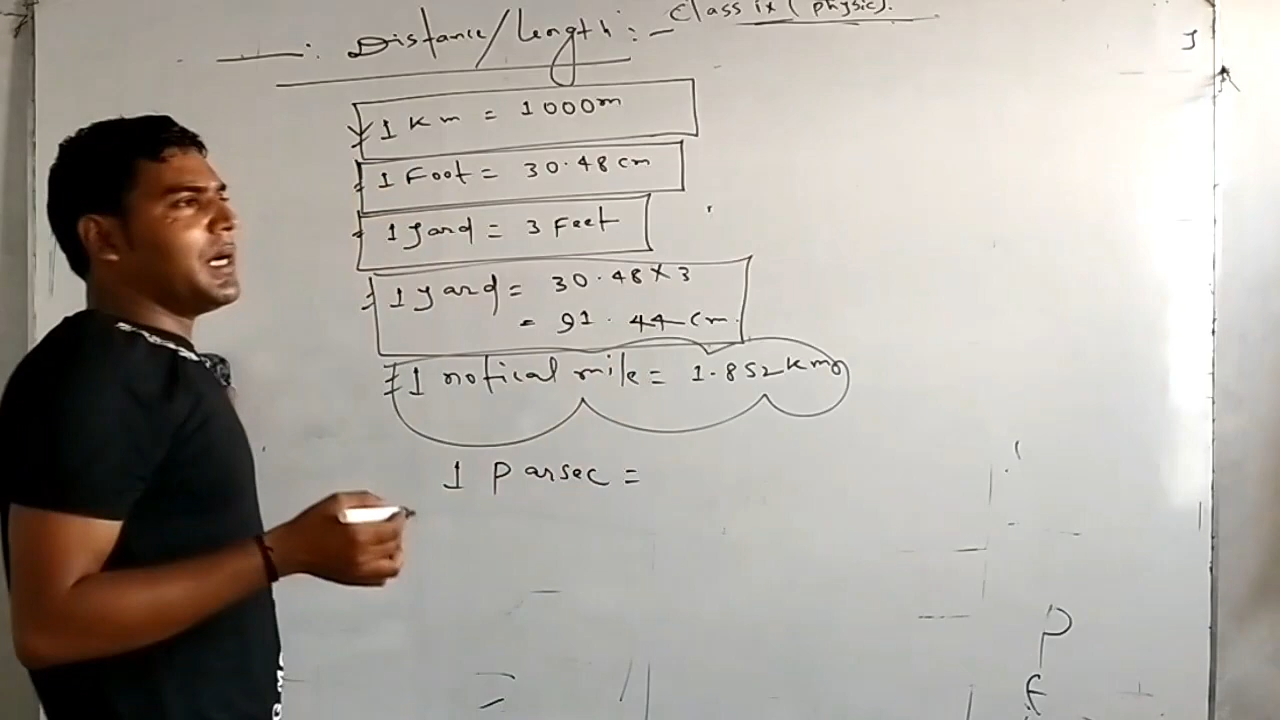 Class ix (Physic).
Distance/Length:-
1 Km = 1000m
1 Foot = 30.48 cm
1 yard = 3 Feet
1 yard = 30.48 X 3
= 91.44 cm.
1 notical mile = 1.852 Km
1 Parsec =
P
f